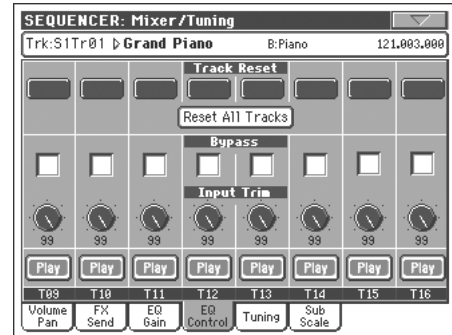 SEQUENCER: Mixer/Tuning
Trk:S1Tr01 ▷Grand Piano B:Piano 121.003.000
Track Reset
Reset All Tracks
Bypass
Input Trim
99 99 99 99 99 99 99 99
Play Play Play Play Play Play Play Play
T09 T10 T11 T12 T13 T14 T15 T16
Volume Pan FX Send EQ Gain EQ Control Tuning Sub Scale